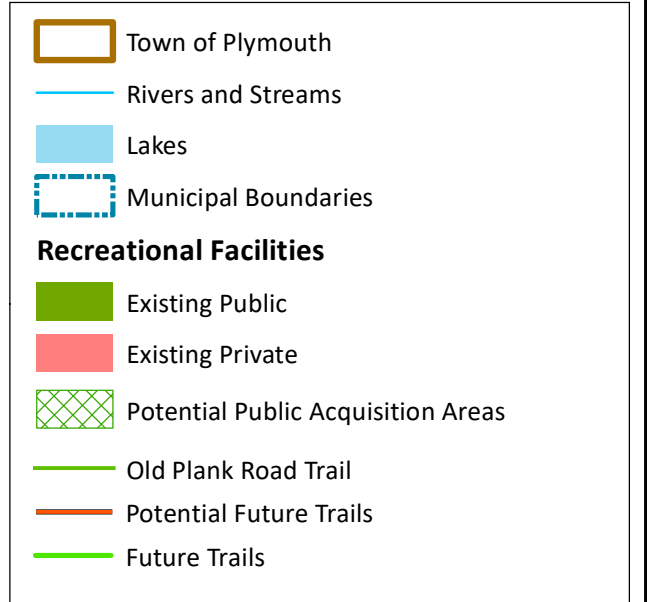 Town of Plymouth
Rivers and Streams
Lakes
Municipal Boundaries
Recreational Facilities
Existing Public
Existing Private
Potential Public Acquisition Areas
Old Plank Road Trail
Potential Future Trails
Future Trails